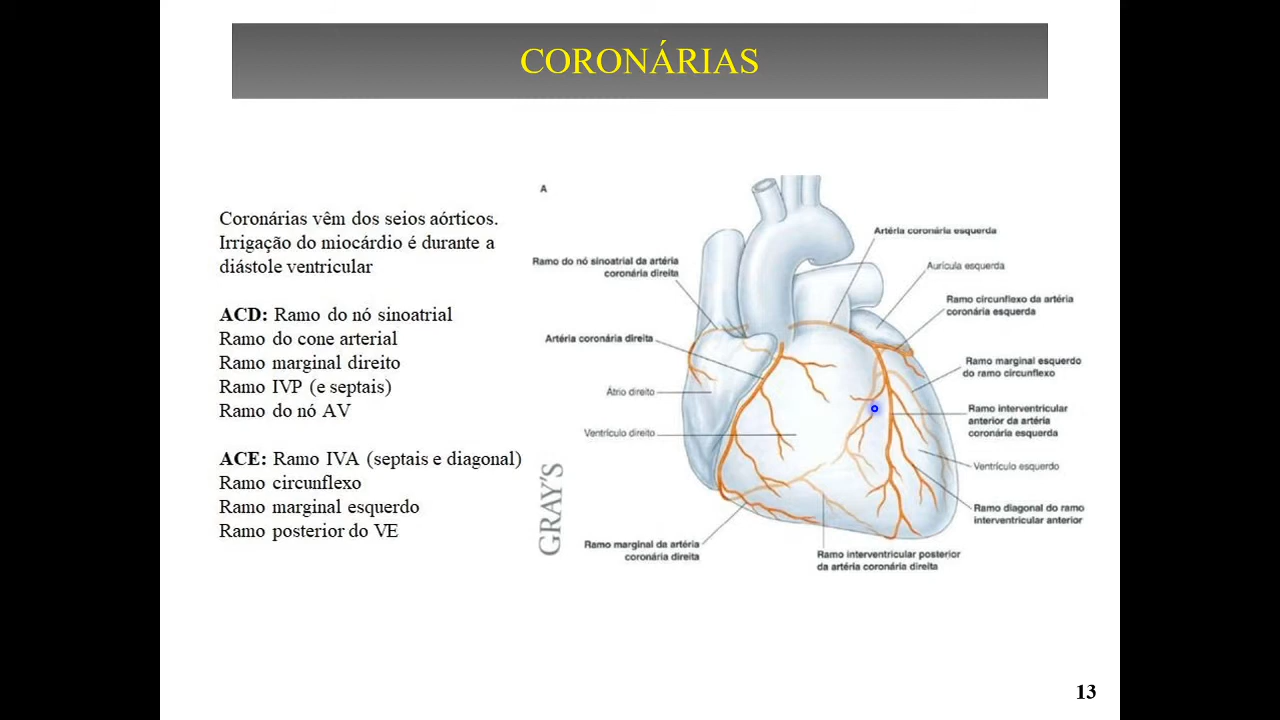 CORONÁRIAS
Coronárias vêm dos seios aórticos.
Irrigação do miocárdio é durante a
diástole ventricular
ACD: Ramo do nó sinoatrial
Ramo do cone arterial
Ramo marginal direito
Ramo IVP (e septais)
Ramo do nó AV
ACE: Ramo IVA (septais e diagonal)
Ramo circunflexo
Ramo marginal esquerdo
Ramo posterior do VE
A
Ramo do nó sinoatrial da artéria
coronária direita
Artéria coronária direita
Átrio direito
Ventrículo direito
GRAY'S
Ramo marginal da artéria
coronária direita
Artéria coronária esquerda
Aurícula esquerda
Ramo circunflexo da artéria
coronária esquerda
Ramo marginal esquerdo
do ramo circunflexo
Ramo interventricular
anterior da artéria
coronária esquerda
Ventrículo esquerdo
Ramo diagonal do ramo
interventricular anterior
Ramo interventricular posterior
da artéria coronária direita
13